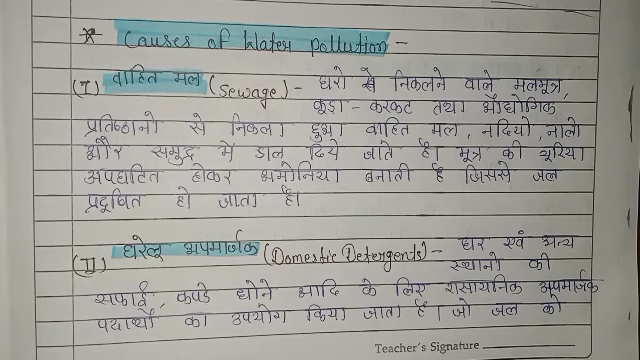 * Causes of Water pollution -
(I) वाहित मल (Sewage) - घरो से निकलने वाले मलमूत्र,
कूड़ा - करकट तथा औद्योगिक
प्रतिष्ठानो से निकला हुआ वाहित मल, नदियो, नालो
और समुद्र में डाल दिये जाते है। मूत्र की यूरिया
अपघटित होकर अमोनिया बनाती है जिससे जल
प्रदूषित हो जाता है।
(II) घरेलू अपमार्जक (Domestic Detergents) - घर एवं अन्य
स्थानो की
सफाई, कपडे धोने आदि के लिए रासायनिक अपमार्जक
पदार्थो का उपयोग किया जाता है। जो जल को
Teacher's Signature